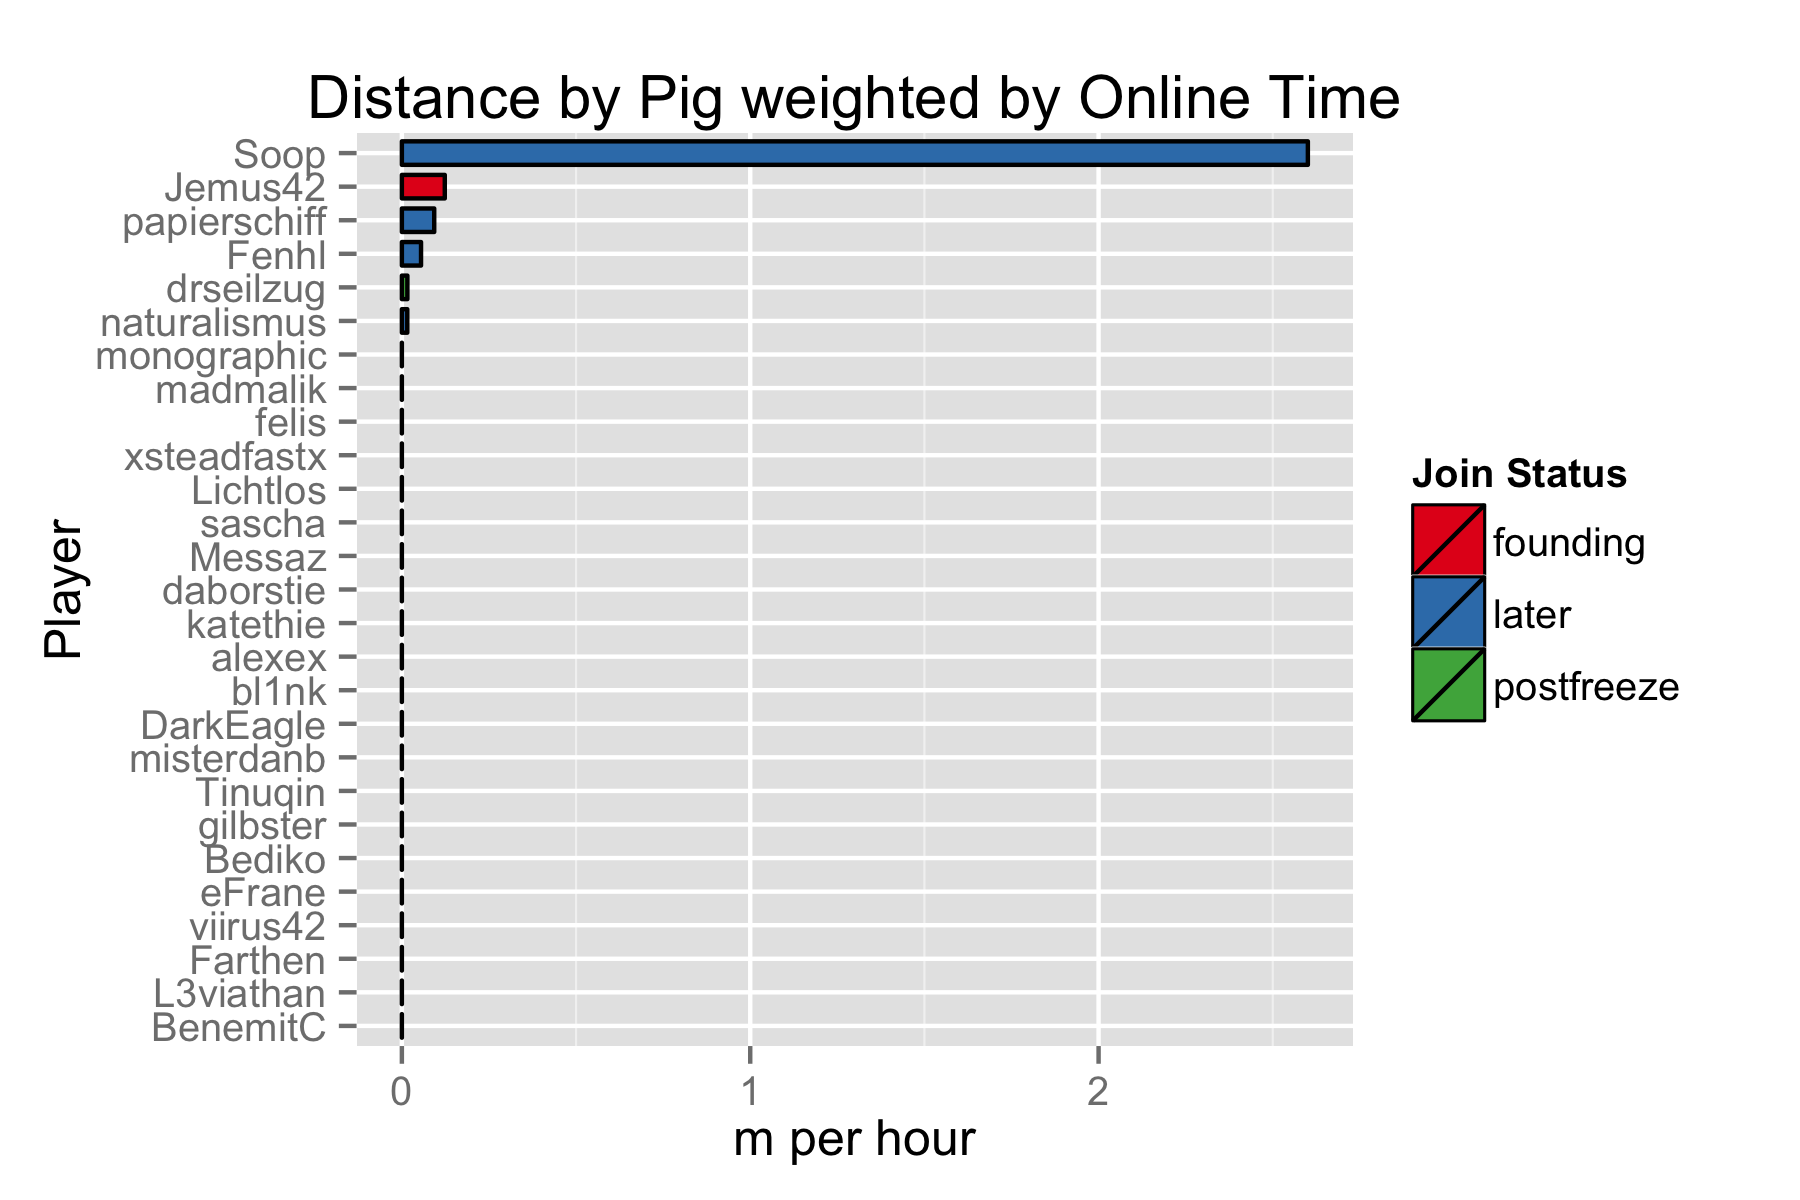 Distance by Pig weighted by Online Time
Soop
Jemus42
papierschiff
Fenhl
drseilzug
naturalismus
monographic
madmalik
felis
xsteadfastx
Lichtlos
sascha
Messaz
daborstie
katethie
alexex
bl1nk
DarkEagle
misterdanb
Tinuqin
gilbster
Bediko
eFrane
viirus42
Farthen
L3viathan
BenemitC
Player
0 1 2
m per hour
Join Status
founding
later
postfreeze